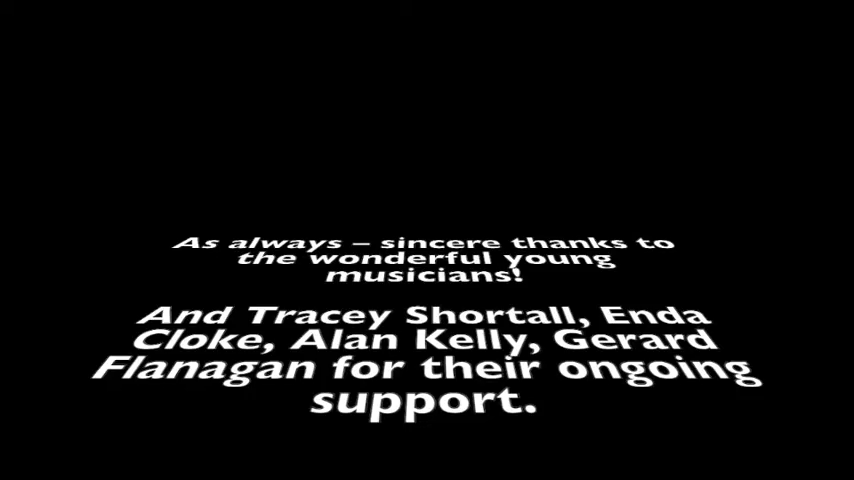 As always – sincere thanks to
the wonderful young
musicians!
And Tracey Shortall, Enda
Cloke, Alan Kelly, Gerard
Flanagan for their ongoing
support.